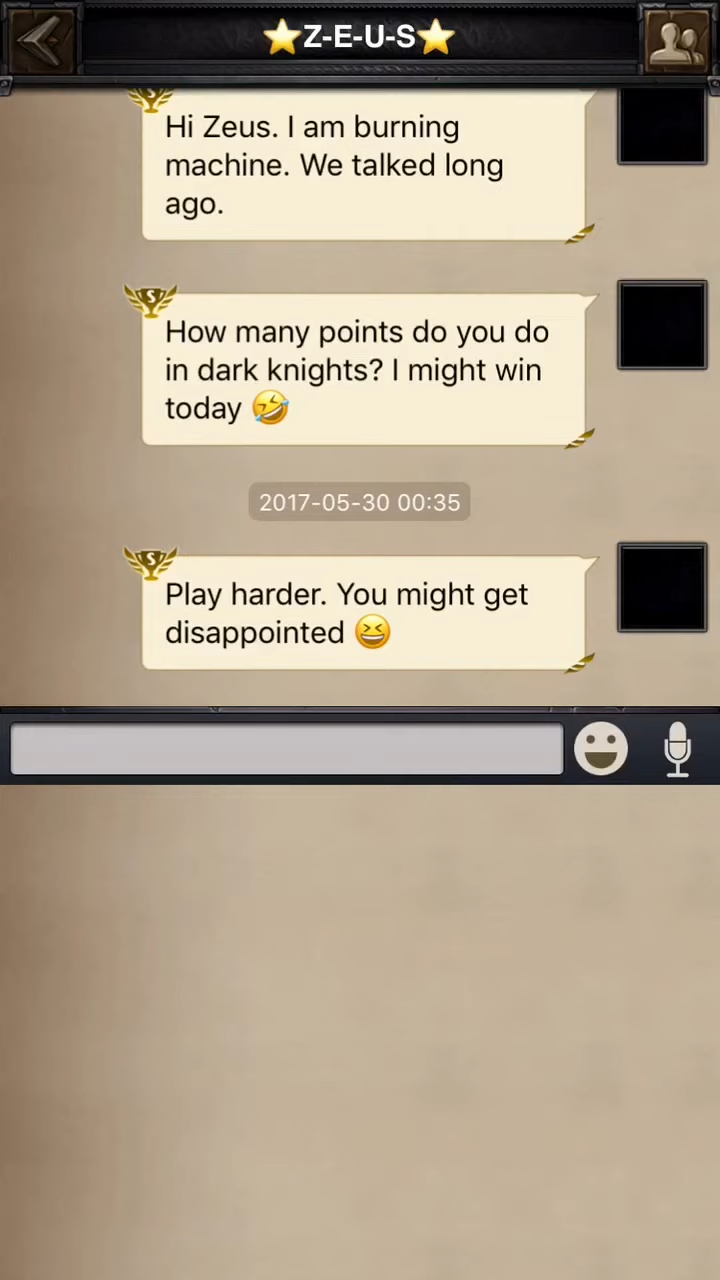 ⭐Z-E-U-S⭐
Hi Zeus. I am burning
machine. We talked long
ago.
S
How many points do you do
in dark knights? I might win
today 🤣
2017-05-30 00:35
S
Play harder. You might get
disappointed 😆